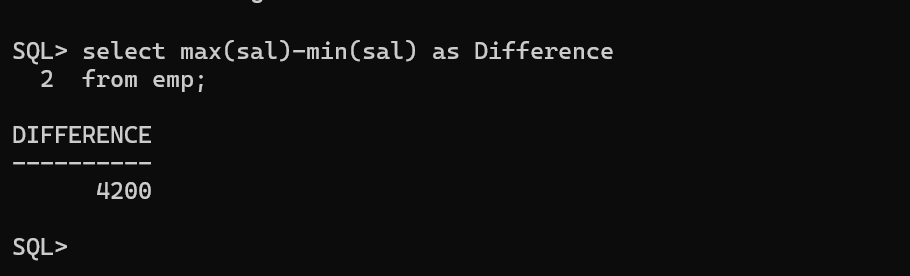 SQL> select max(sal)-min(sal) as Difference
  2  from emp;
DIFFERENCE
----------
      4200
SQL>